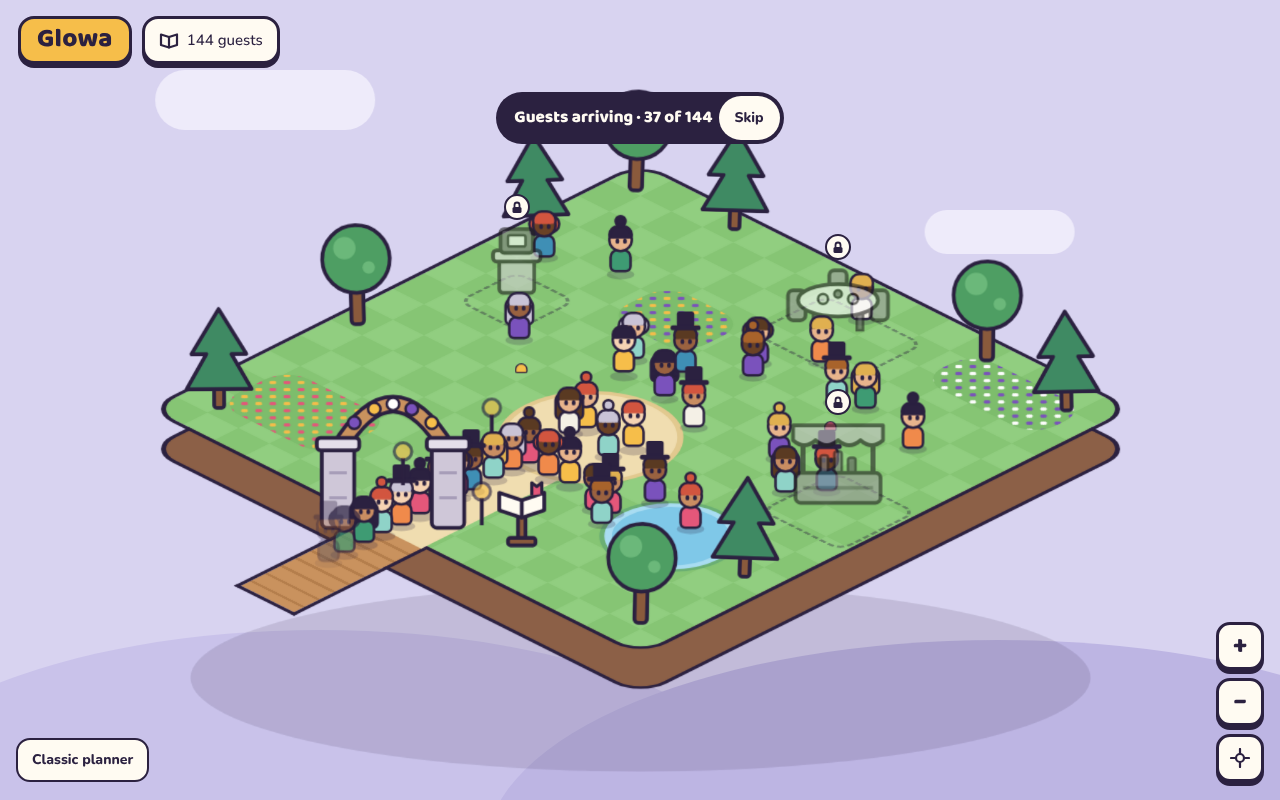 Glowa
144 guests
Guests arriving · 37 of 144
Skip
Classic planner